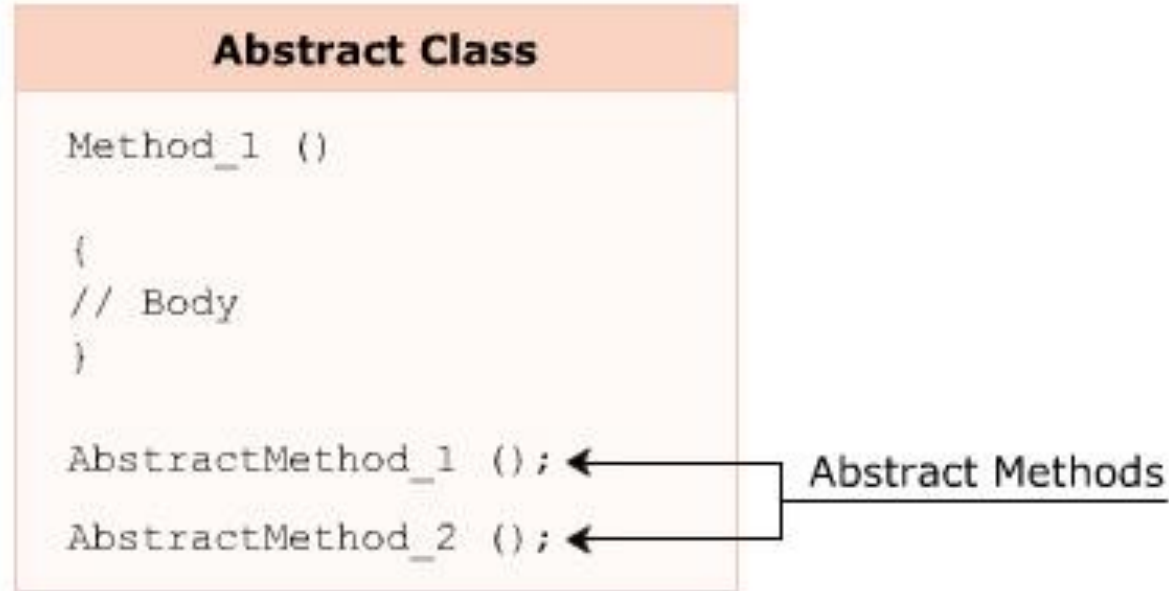 Abstract Class
Method_1 ()
{
// Body
}
AbstractMethod_1 ();
Abstract Methods
AbstractMethod_2 ();